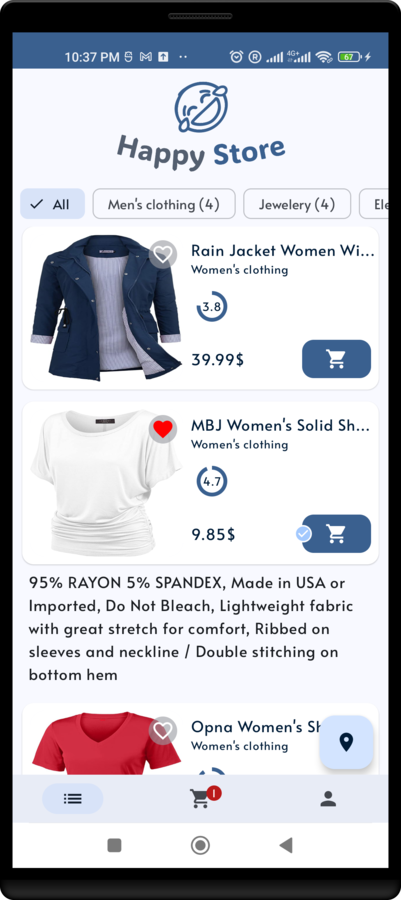 10:37 PM
4G+
67
Happy Store
All
Men's clothing (4)
Jewelery (4)
Ele
Rain Jacket Women Wi...
Women's clothing
3.8
39.99$
MBJ Women's Solid Sh...
Women's clothing
4.7
9.85$
95% RAYON 5% SPANDEX, Made in USA or
Imported, Do Not Bleach, Lightweight fabric
with great stretch for comfort, Ribbed on
sleeves and neckline / Double stitching on
bottom hem
Opna Women's Sh
Women's clothing
1